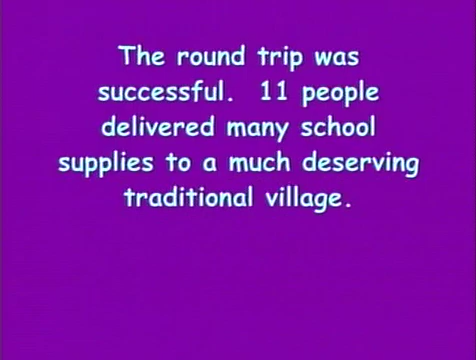 The round trip was
successful.  11 people
delivered many school
supplies to a much deserving
traditional village.